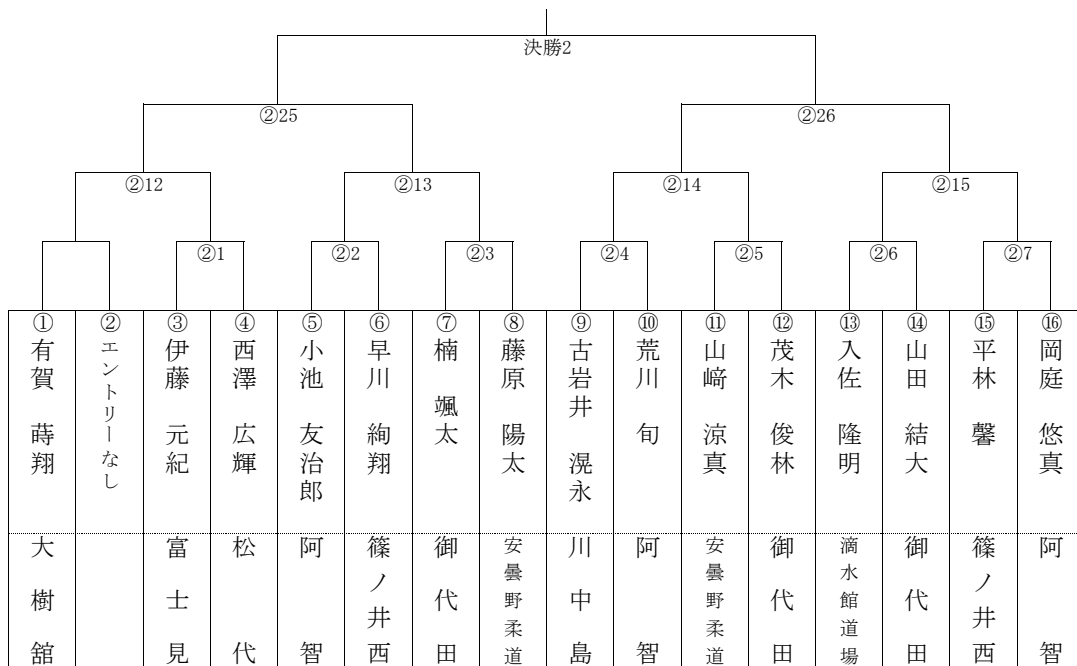 決勝2
②25
②26
②12
②13
②14
②15
②1
②2
②3
②4
②5
②6
②7
①
有賀 蒔翔
大樹舘
②
エントリーなし
③
伊藤 元紀
富士見
④
西澤 広輝
松代
⑤
小池 友治郎
阿智
⑥
早川 絢翔
篠ノ井西
⑦
楠 颯太
御代田
⑧
藤原 陽太
安曇野柔道
⑨
古岩井 滉永
川中島
⑩
荒川 旬
阿智
⑪
山﨑 涼真
安曇野柔道
⑫
茂木 俊林
御代田
⑬
入佐 隆明
滴水館道場
⑭
山田 結大
御代田
⑮
平林 馨
篠ノ井西
⑯
岡庭 悠真
阿智